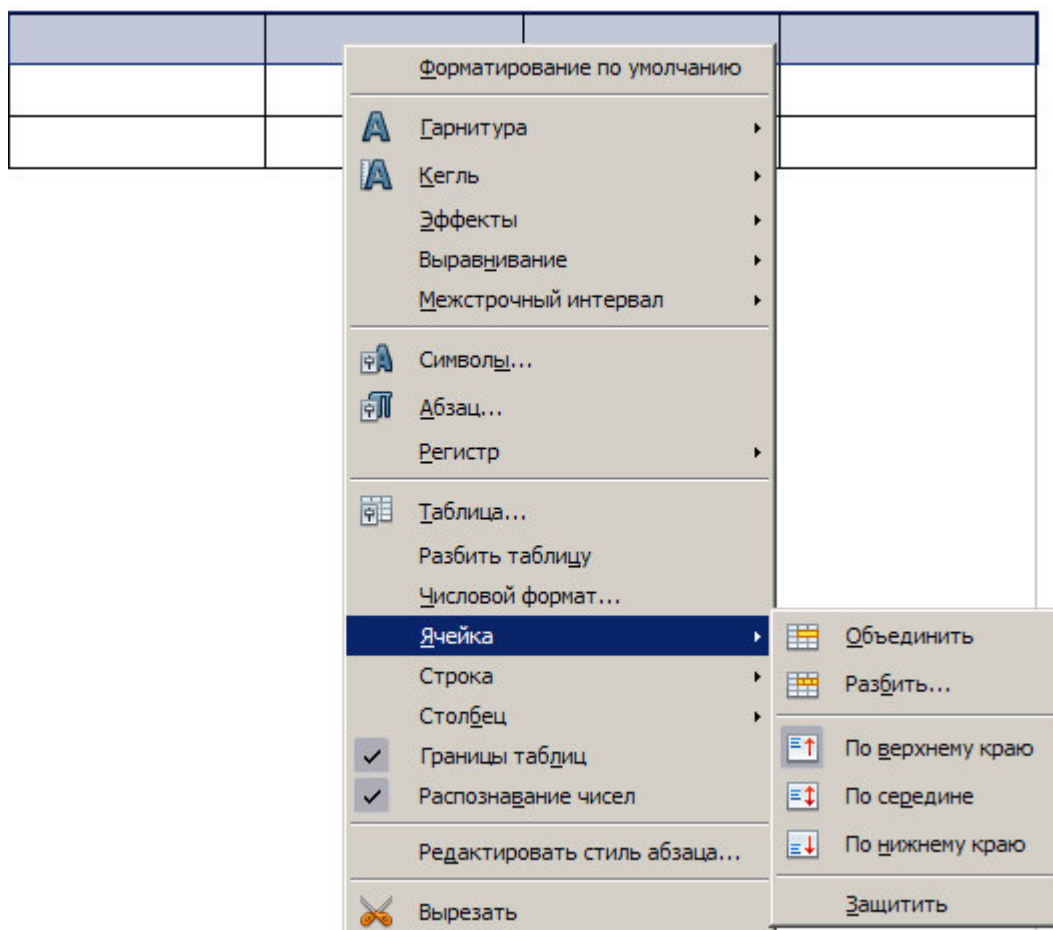 Форматирование по умолчанию
Гарнитура
Кегль
Эффекты
Выравнивание
Межстрочный интервал
Символы...
Абзац...
Регистр
Таблица...
Разбить таблицу
Числовой формат...
Ячейка
Строка
Столбец
Границы таблиц
Распознавание чисел
Редактировать стиль абзаца...
Вырезать
Объединить
Разбить...
По верхнему краю
По середине
По нижнему краю
Защитить